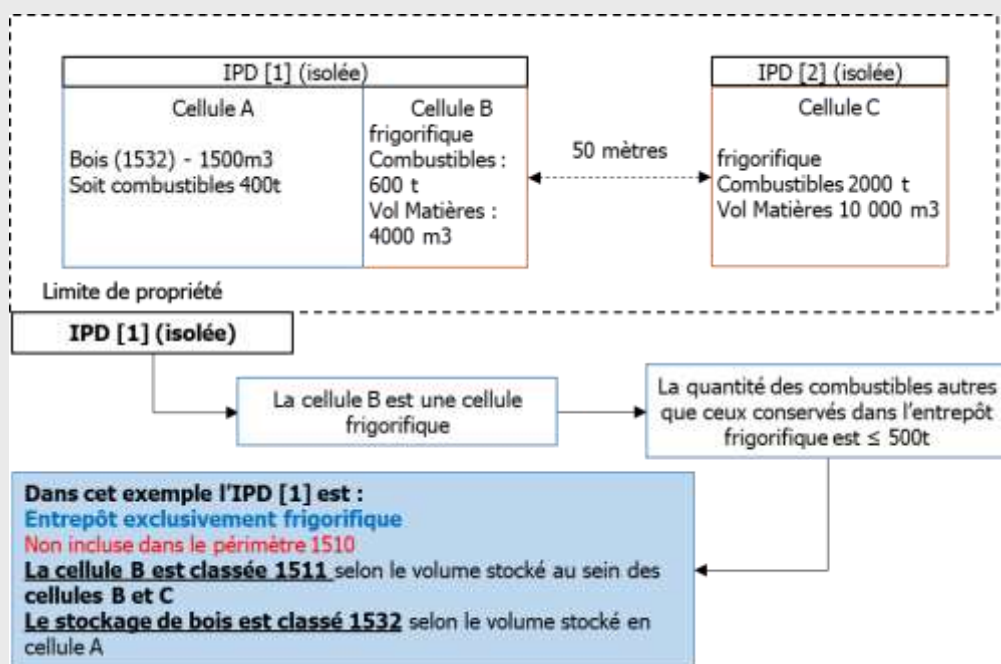 IPD [1] (isolée)
Cellule A
Bois (1532) - 1500m3
Soit combustibles 400t
Cellule B
frigorifique
Combustibles :
600 t
Vol Matières :
4000 m3
50 mètres
IPD [2] (isolée)
Cellule C
frigorifique
Combustibles 2000 t
Vol Matières 10 000 m3
Limite de propriété
IPD [1] (isolée)
La cellule B est une cellule
frigorifique
La quantité des combustibles autres
que ceux conservés dans l'entrepôt
frigorifique est ≤ 500t
Dans cet exemple l'IPD [1] est :
Entrepôt exclusivement frigorifique
Non incluse dans le périmètre 1510
La cellule B est classée 1511 selon le volume stocké au sein des
cellules B et C
Le stockage de bois est classé 1532 selon le volume stocké en
cellule A